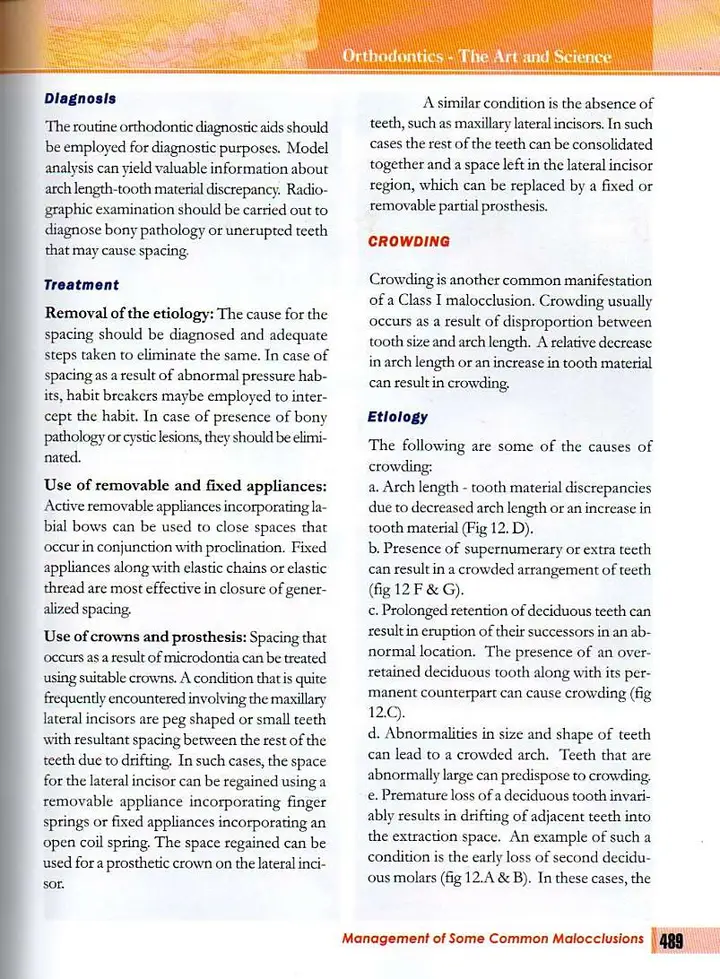 Orthodontics - The Art and Science
Diagnosis
The routine orthodontic diagnostic aids should
be employed for diagnostic purposes. Model
analysis can yield valuable information about
arch length-tooth material discrepancy. Radio-
graphic examination should be carried out to
diagnose bony pathology or unerupted teeth
that may cause spacing.
Treatment
Removal of the etiology: The cause for the
spacing should be diagnosed and adequate
steps taken to eliminate the same. In case of
spacing as a result of abnormal pressure hab-
its, habit breakers maybe employed to inter-
cept the habit. In case of presence of bony
pathology or cystic lesions, they should be elimi-
nated.
Use of removable and fixed appliances:
Active removable appliances incorporating la-
bial bows can be used to close spaces that
occur in conjunction with proclination. Fixed
appliances along with elastic chains or elastic
thread are most effective in closure of gener-
alized spacing.
Use of crowns and prosthesis: Spacing that
occurs as a result of microdontia can be treated
using suitable crowns. A condition that is quite
frequently encountered involving the maxillary
lateral incisors are peg shaped or small teeth
with resultant spacing between the rest of the
teeth due to drifting. In such cases, the space
for the lateral incisor can be regained using a
removable appliance incorporating finger
springs or fixed appliances incorporating an
open coil spring. The space regained can be
used for a prosthetic crown on the lateral inci-
sor.
A similar condition is the absence of
teeth, such as maxillary lateral incisors. In such
cases the rest of the teeth can be consolidated
together and a space left in the lateral incisor
region, which can be replaced by a fixed or
removable partial prosthesis.
CROWDING
Crowding is another common manifestation
of a Class I malocclusion. Crowding usually
occurs as a result of disproportion between
tooth size and arch length. A relative decrease
in arch length or an increase in tooth material
can result in crowding.
Etiology
The following are some of the causes of
crowding:
a. Arch length - tooth material discrepancies
due to decreased arch length or an increase in
tooth material (Fig 12. D).
b. Presence of supernumerary or extra teeth
can result in a crowded arrangement of teeth
(fig 12 F & G).
c. Prolonged retention of deciduous teeth can
result in eruption of their successors in an ab-
normal location. The presence of an over-
retained deciduous tooth along with its per-
manent counterpart can cause crowding (fig
12.C).
d. Abnormalities in size and shape of teeth
can lead to a crowded arch. Teeth that are
abnormally large can predispose to crowding.
e. Premature loss of a deciduous tooth invari-
ably results in drifting of adjacent teeth into
the extraction space. An example of such a
condition is the early loss of second decidu-
ous molars (fig 12.A & B). In these cases, the
Management of Some Common Malocclusions 489